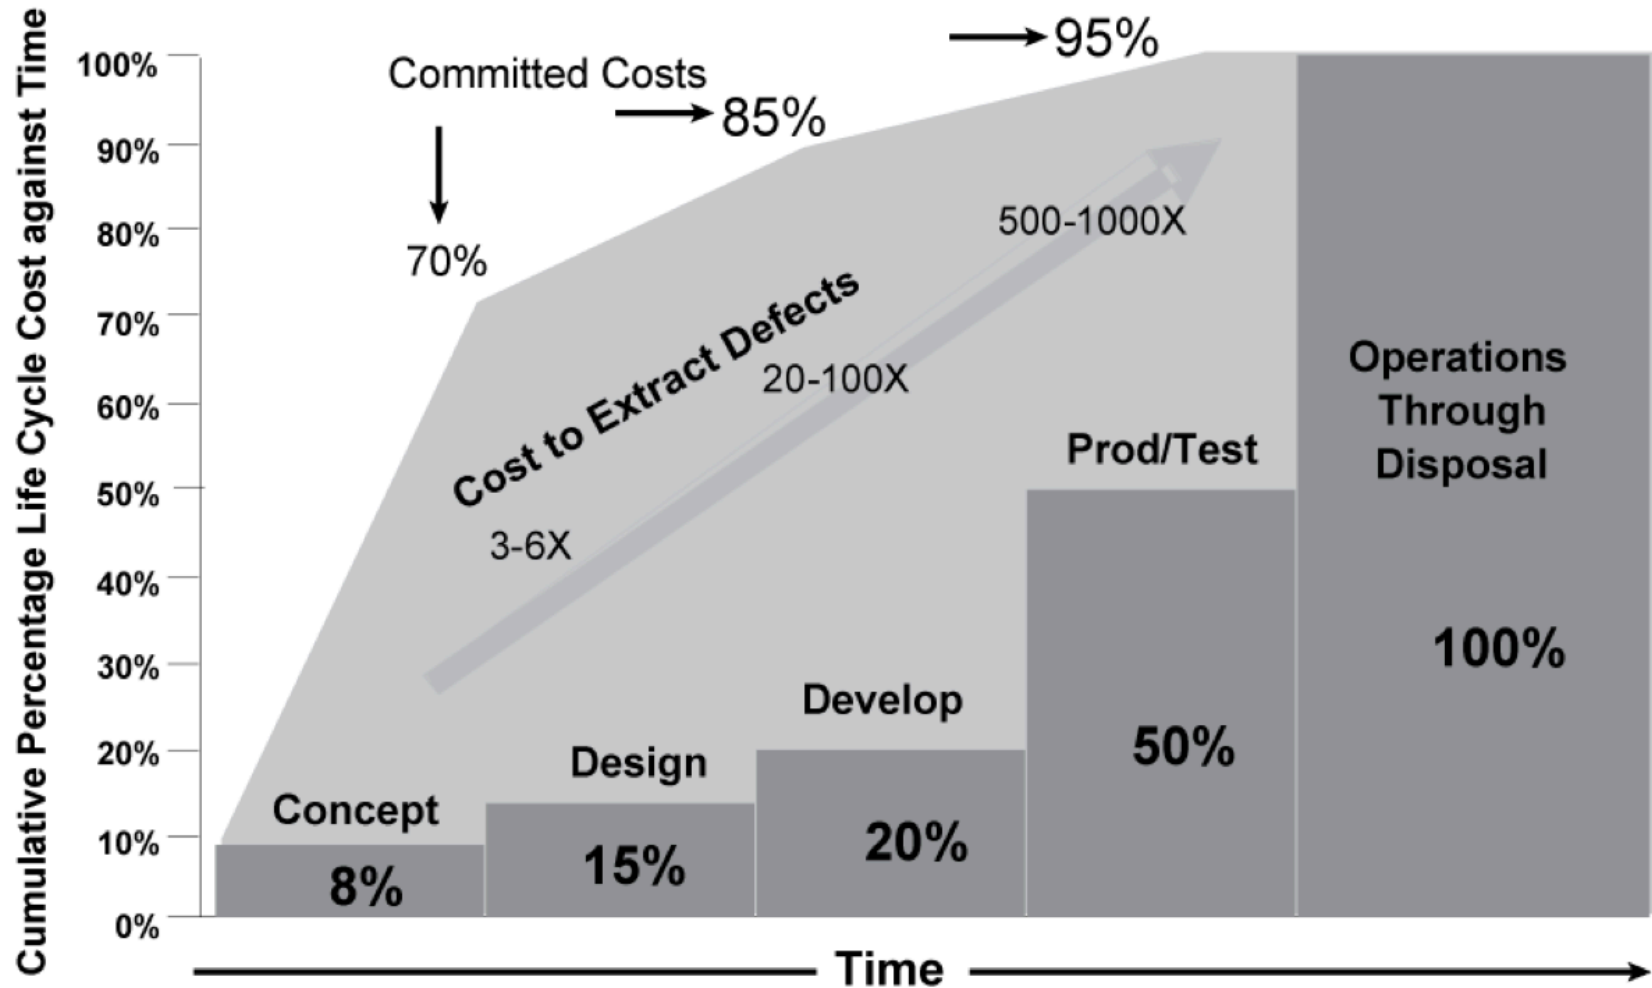 Cumulative Percentage Life Cycle Cost against Time
100%
90%
80%
70%
60%
50%
40%
30%
20%
10%
0%
Committed Costs
70%
85%
95%
Cost to Extract Defects
3-6X
20-100X
500-1000X
Concept
8%
Design
15%
Develop
20%
Prod/Test
50%
Operations
Through
Disposal
100%
Time